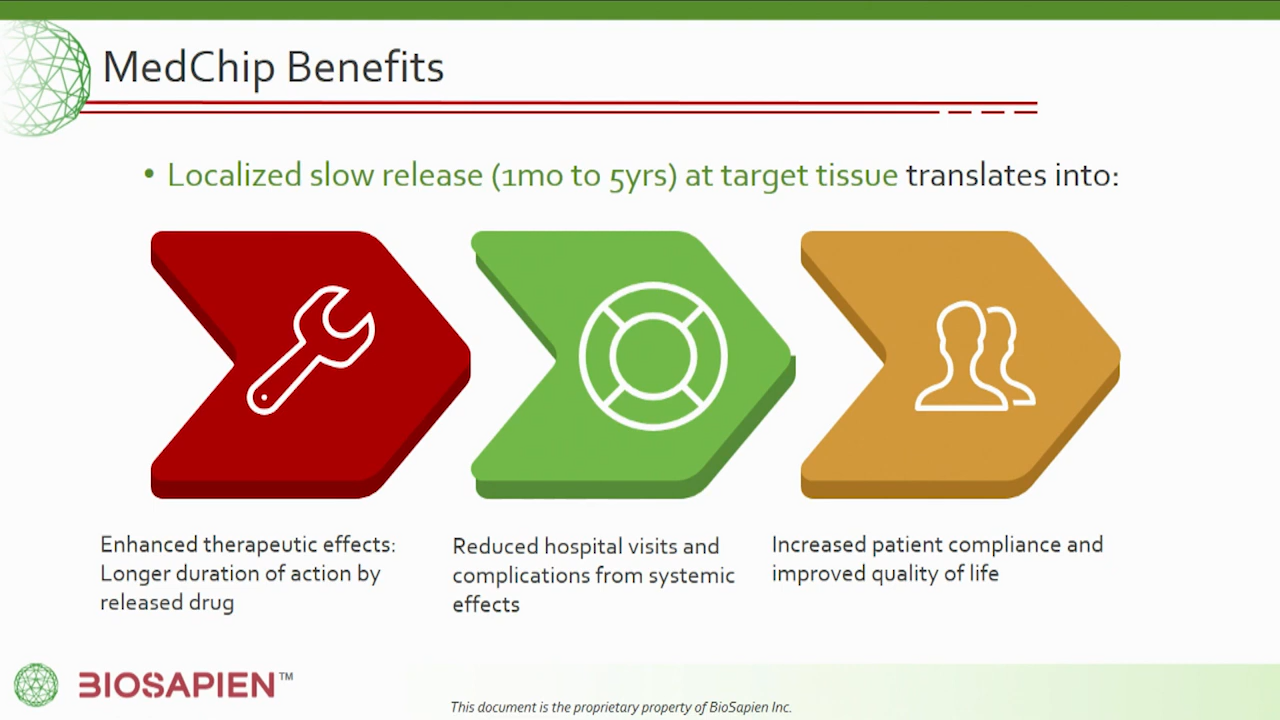 MedChip Benefits
• Localized slow release (1mo to 5yrs) at target tissue translates into:
Enhanced therapeutic effects:
Longer duration of action by
released drug
Reduced hospital visits and
complications from systemic
effects
Increased patient compliance and
improved quality of life
BIOSAPIEN™
This document is the proprietary property of BioSapien Inc.